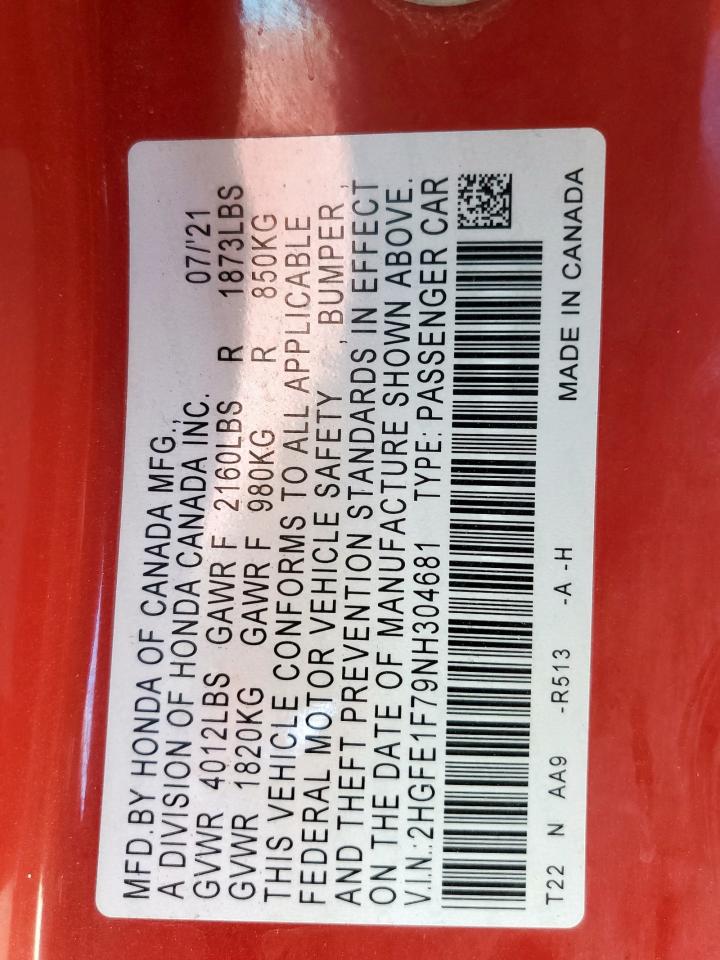 MFD.BY HONDA OF CANADA MFG.,
A DIVISION OF HONDA CANADA INC. 07/'21
GVWR 4012LBS GAWR F 2160LBS R 1873LBS
GVWR 1820KG GAWR F 980KG R 850KG
THIS VEHICLE CONFORMS TO ALL APPLICABLE
FEDERAL MOTOR VEHICLE SAFETY , BUMPER ,
AND THEFT PREVENTION STANDARDS IN EFFECT
ON THE DATE OF MANUFACTURE SHOWN ABOVE.
V.I.N.:2HGFE1F79NH304681 TYPE: PASSENGER CAR
T22 N AA9 -R513 -A -H MADE IN CANADA